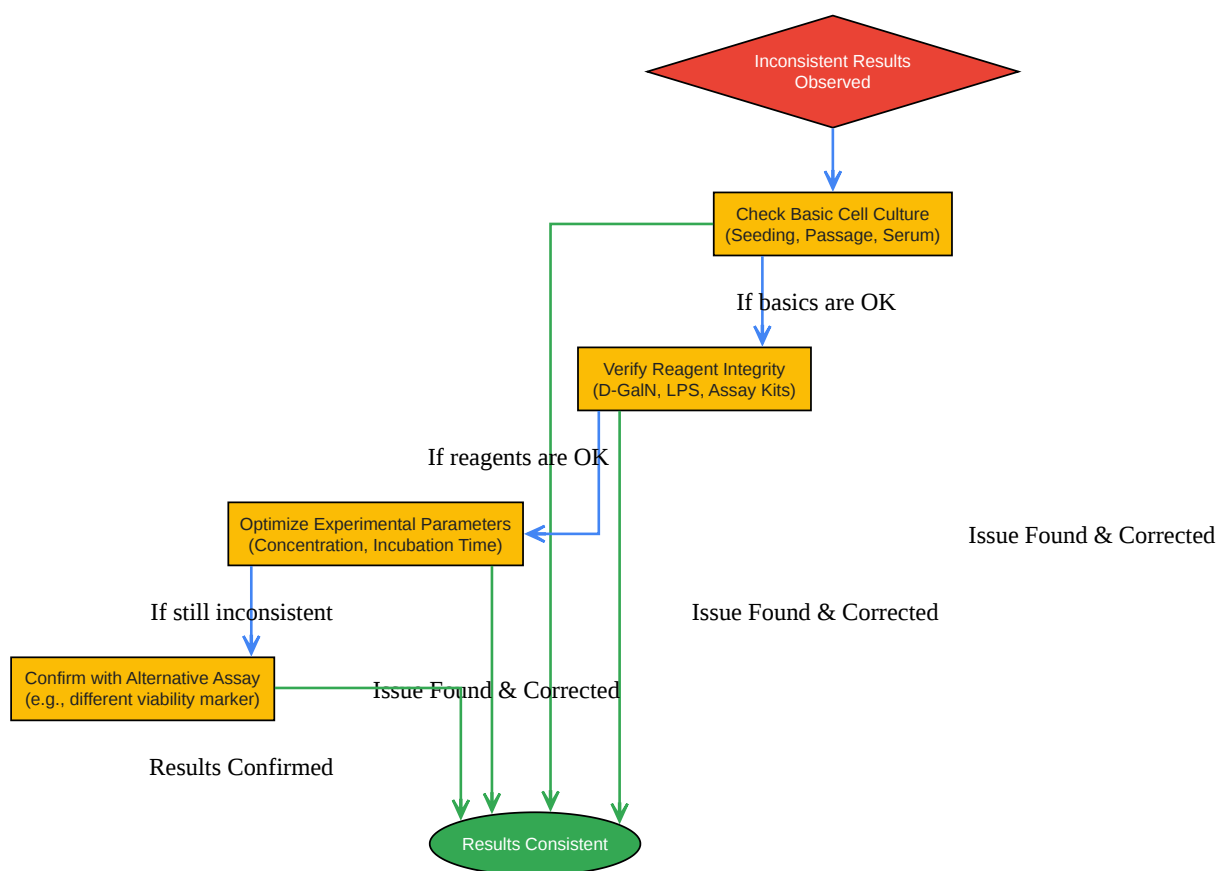 Inconsistent Results
Observed
Check Basic Cell Culture
(Seeding, Passage, Serum)
If basics are OK
Verify Reagent Integrity
(D-GalN, LPS, Assay Kits)
If reagents are OK
Optimize Experimental Parameters
(Concentration, Incubation Time)
Issue Found & Corrected
If still inconsistent
Issue Found & Corrected
Confirm with Alternative Assay
(e.g., different viability marker)
Issue Found & Corrected
Results Confirmed
Results Consistent